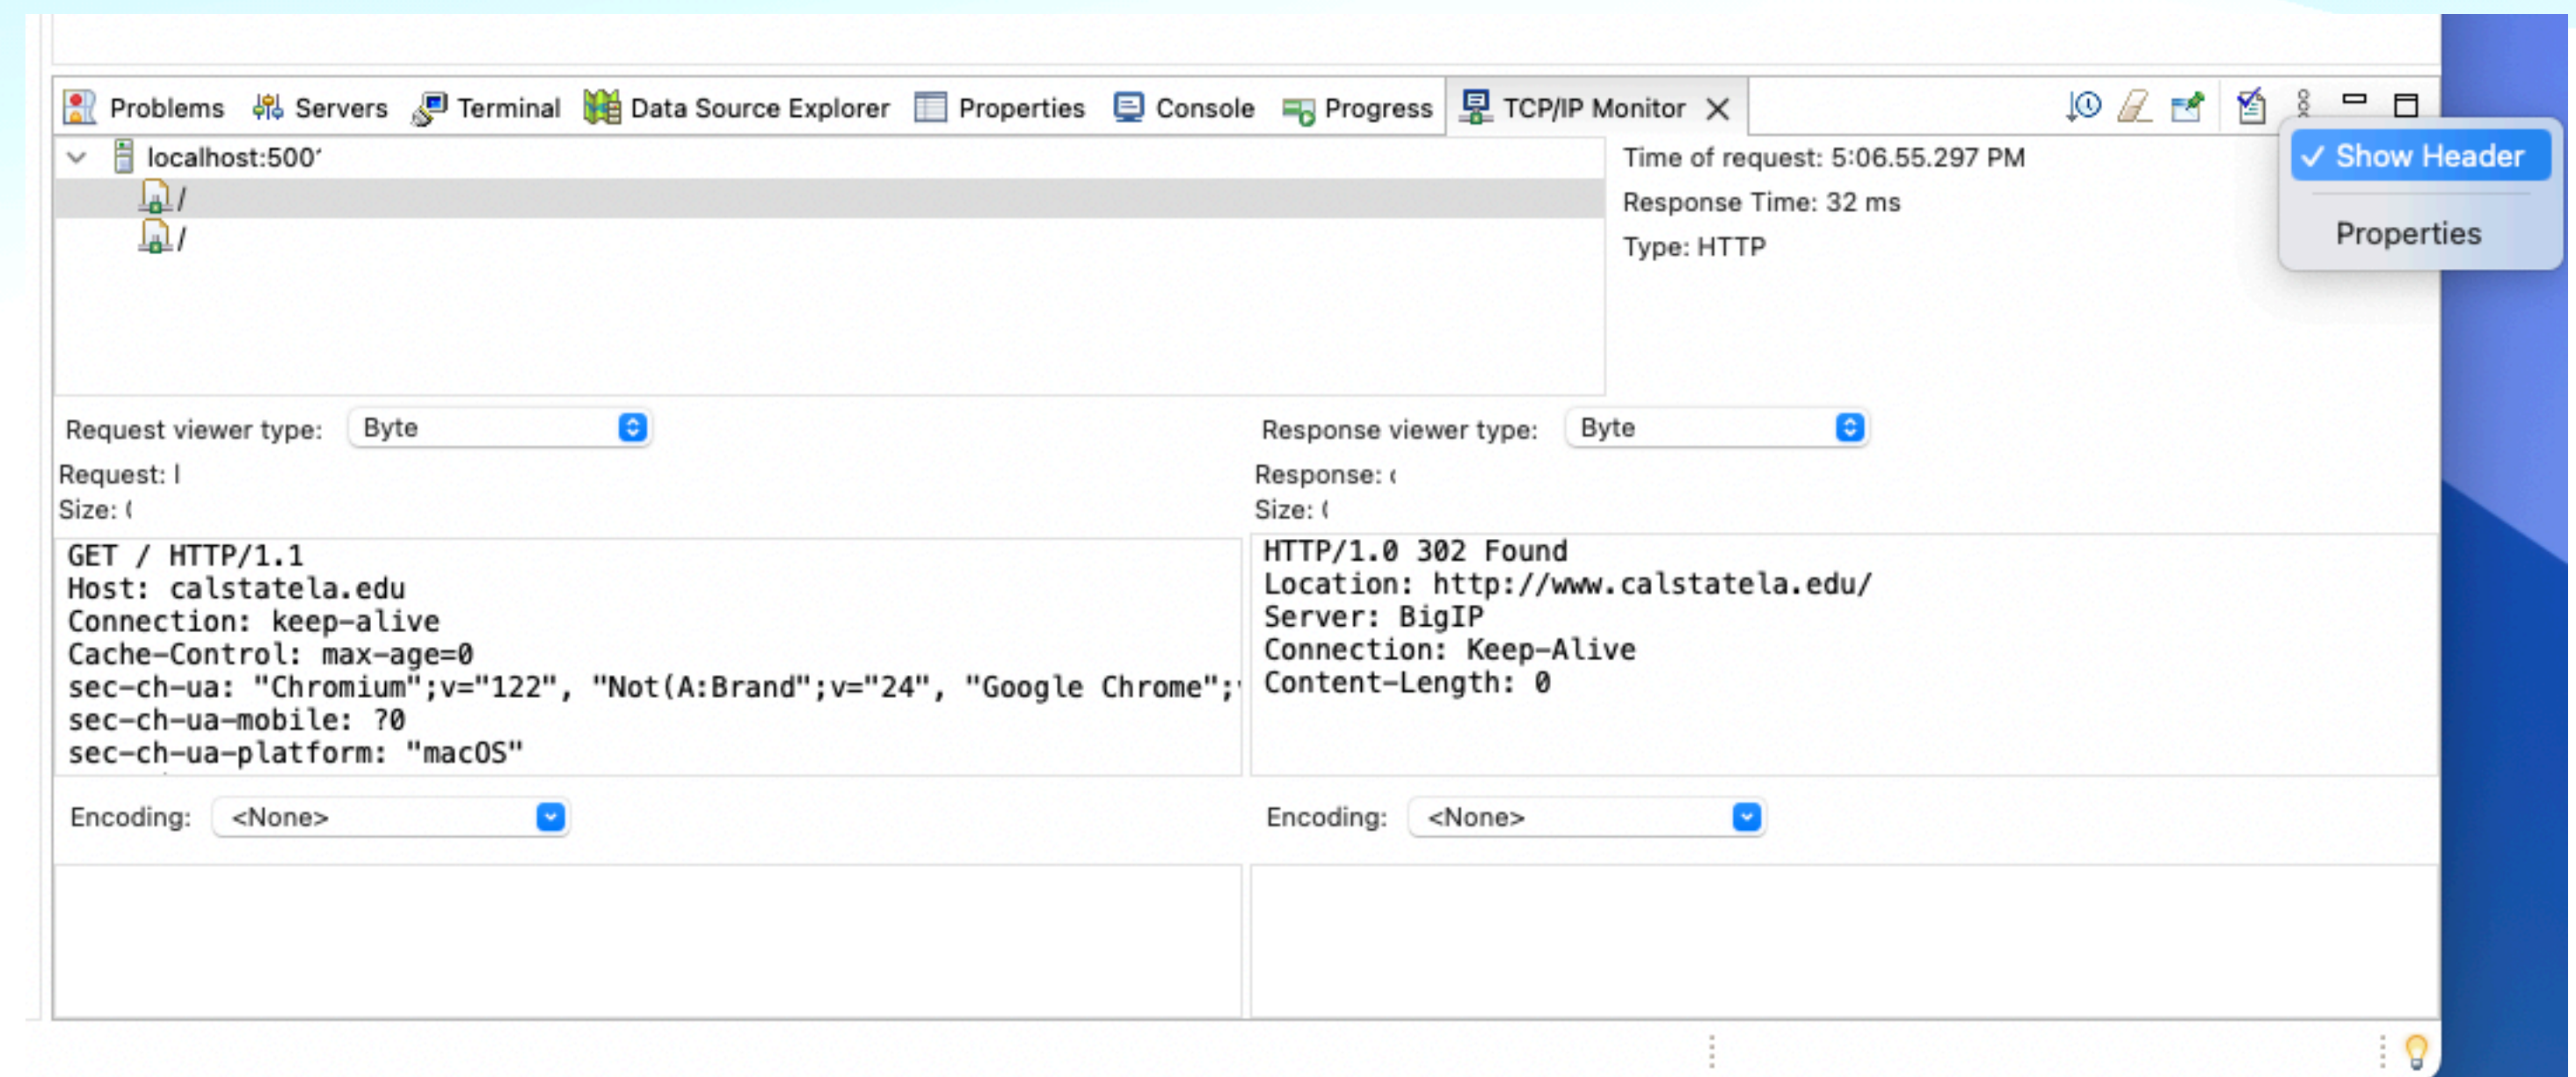 Problems Servers Terminal Data Source Explorer Properties Console Progress TCP/IP Monitor
Show Header
Properties
localhost:500
/
/
Time of request: 5:06.55.297 PM
Response Time: 32 ms
Type: HTTP
Request viewer type: Byte
Response viewer type: Byte
Request:
Size:
Response:
Size:
GET / HTTP/1.1
Host: calstatela.edu
Connection: keep-alive
Cache-Control: max-age=0
sec-ch-ua: "Chromium";v="122", "Not(A:Brand";v="24", "Google Chrome";
sec-ch-ua-mobile: ?0
sec-ch-ua-platform: "macOS"
HTTP/1.0 302 Found
Location: http://www.calstatela.edu/
Server: BigIP
Connection: Keep-Alive
Content-Length: 0
Encoding: <None>
Encoding: <None>